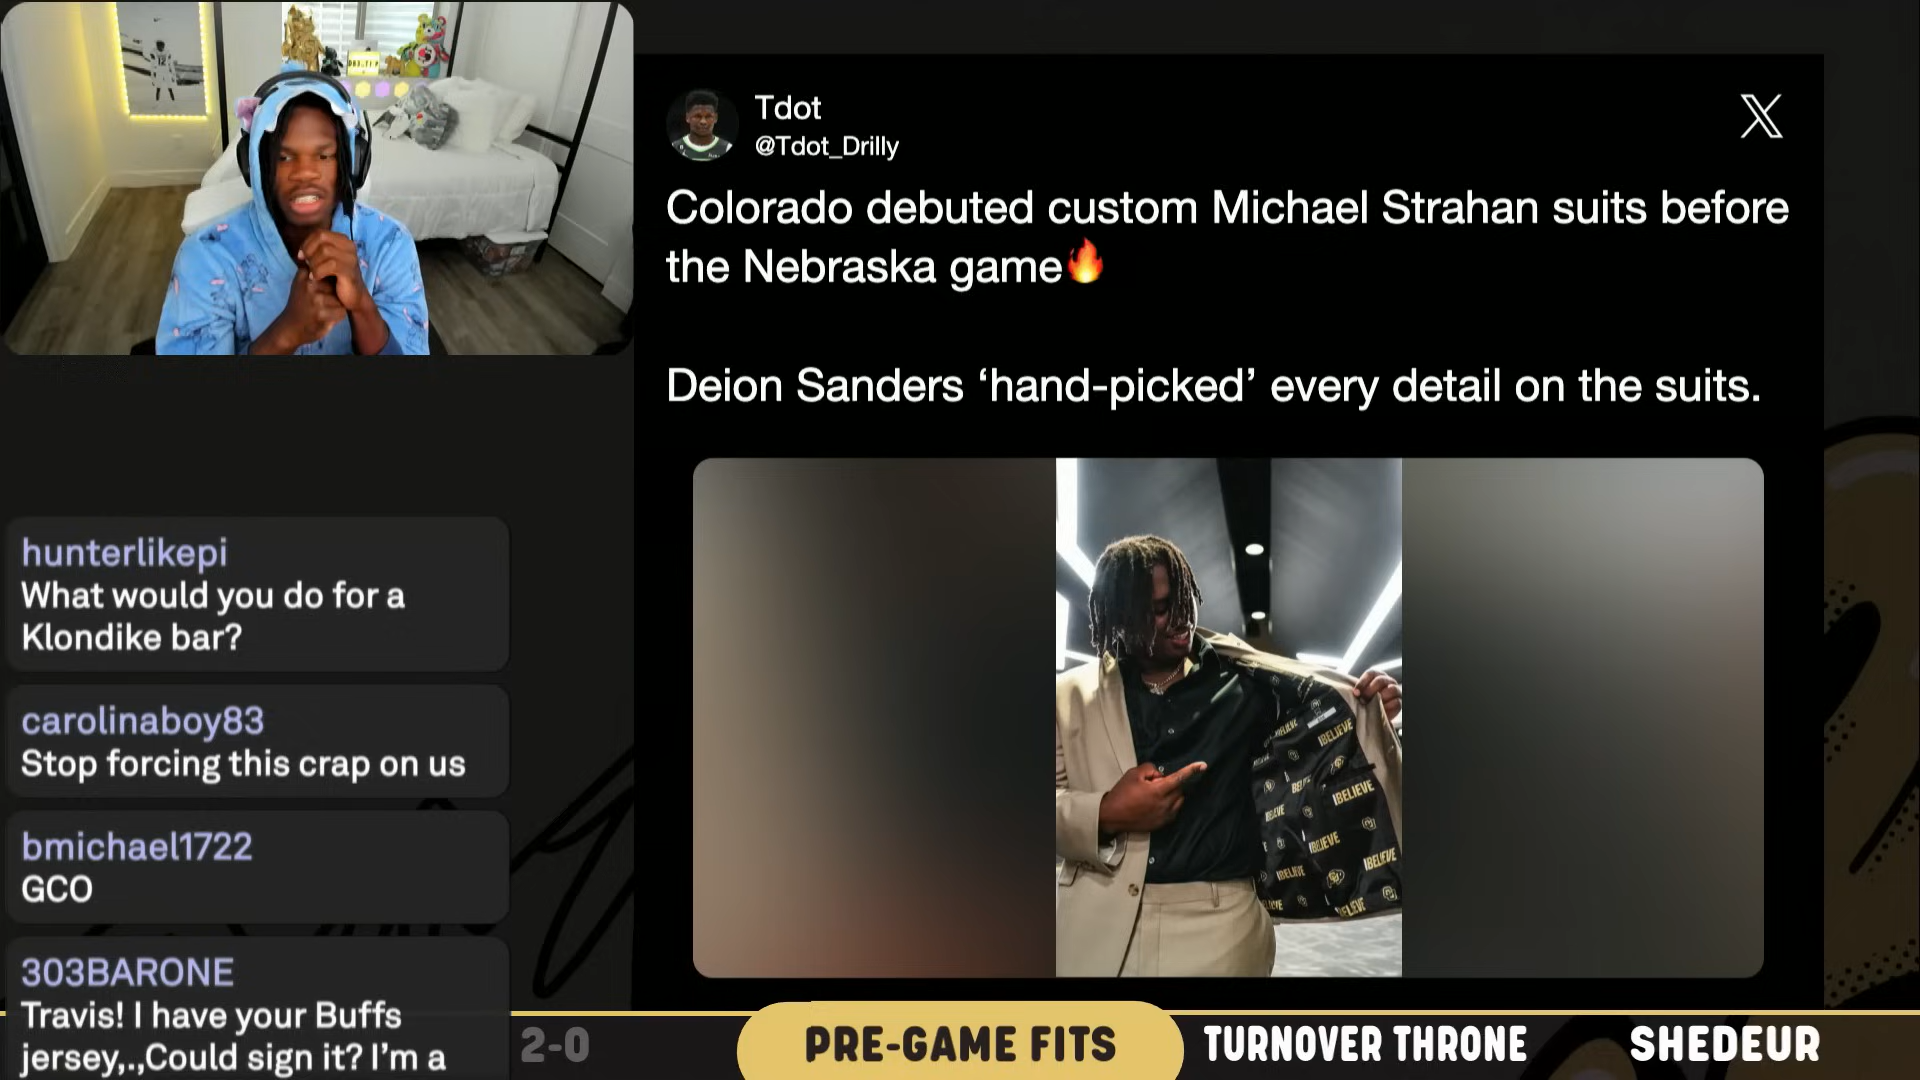 Tdot
@Tdot_Drilly
Colorado debuted custom Michael Strahan suits before
the Nebraska game🔥
Deion Sanders ‘hand-picked’ every detail on the suits.
IBELIEVE
IBELIEVE
IBELIEVE
IBELIEVE
IBELIEVE
hunterlikepi
What would you do for a
Klondike bar?
carolinaboy83
Stop forcing this crap on us
bmichael1722
GCO
303BARONE
Travis! I have your Buffs
jersey,.,Could sign it? I’m a
2-0
PRE-GAME FITS
TURNOVER THRONE
SHEDEUR